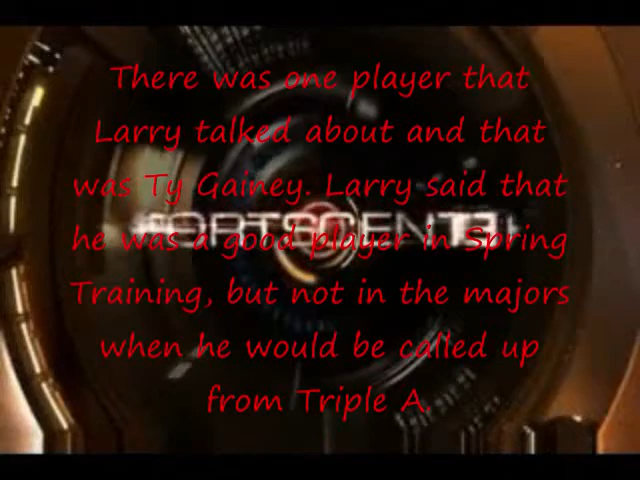 There was one player that
Larry talked about and that
was Ty Gainey. Larry said that
he was a good player in Spring
Training, but not in the majors
when he would be called up
from Triple A.
SPORTSCENTER